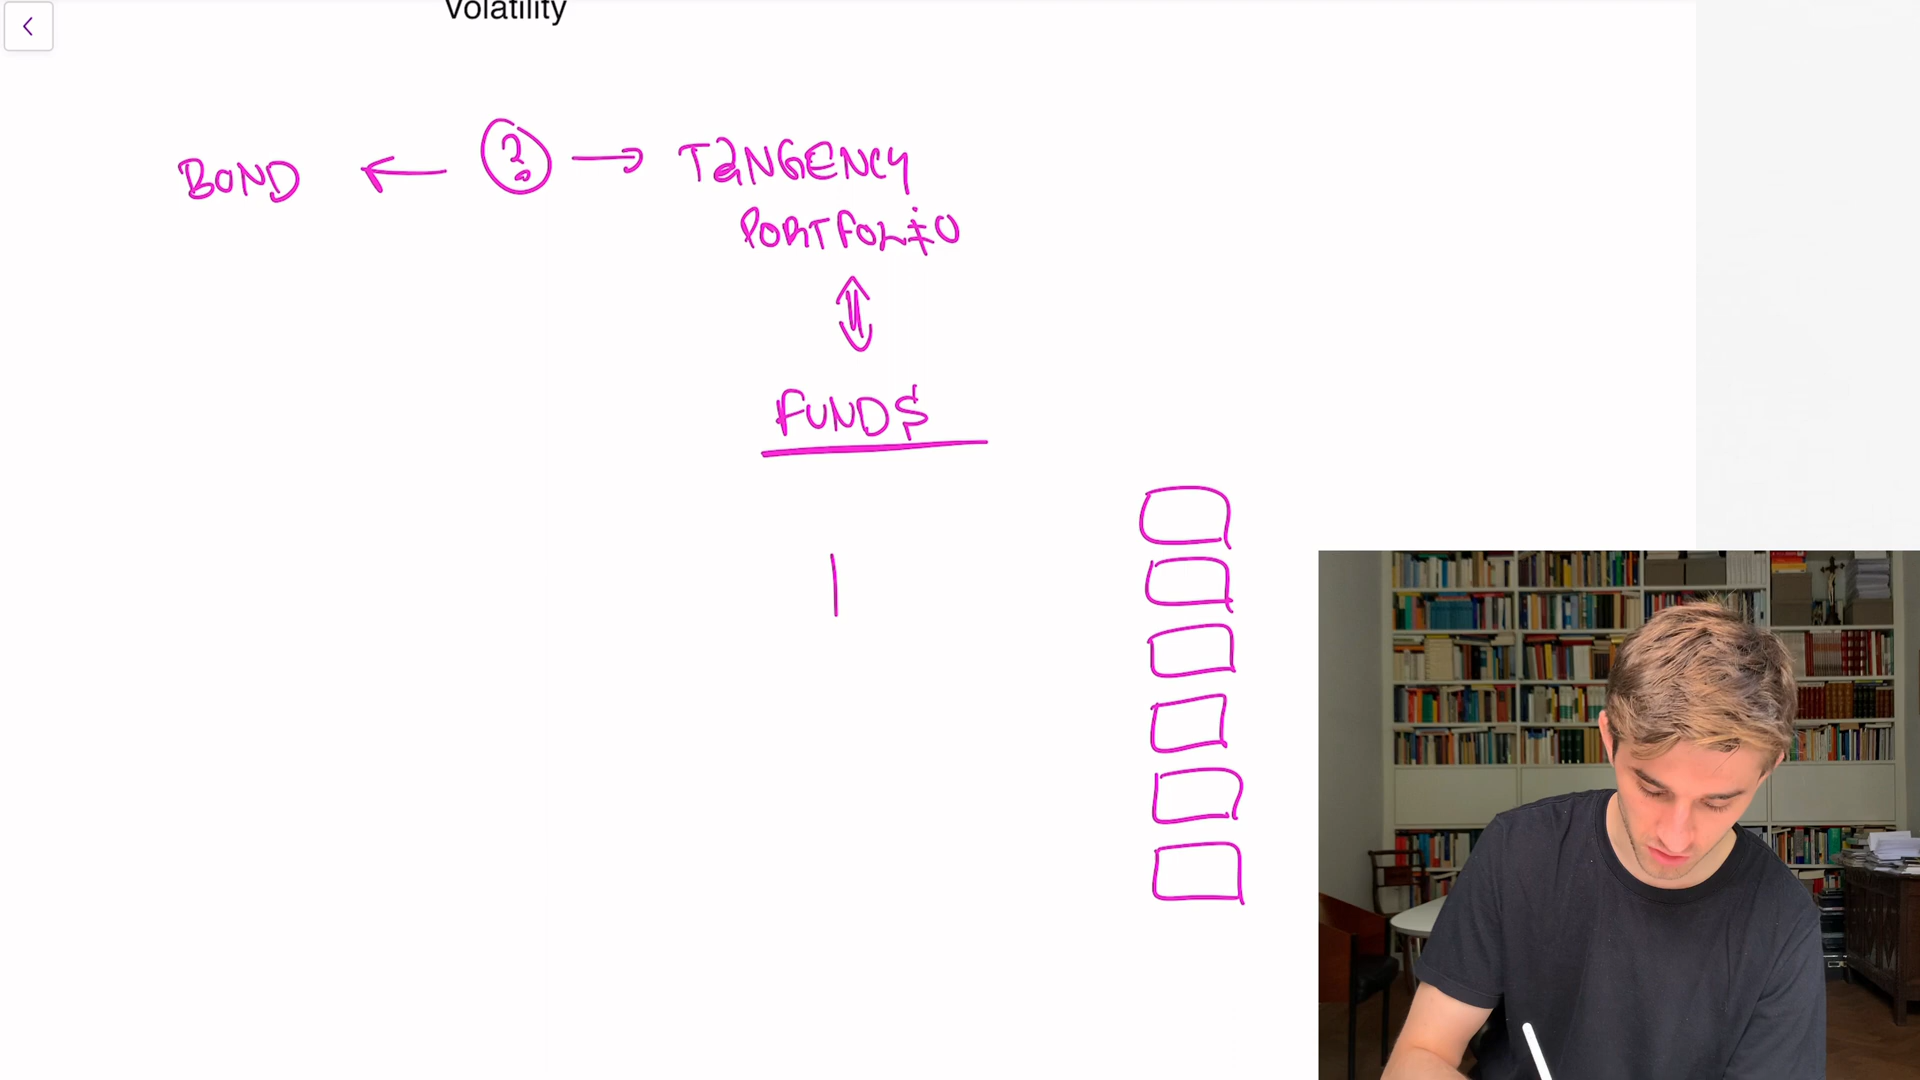 Volatility
BOND ← ? → TANGENCY
PORTFOLIO
FUNDS